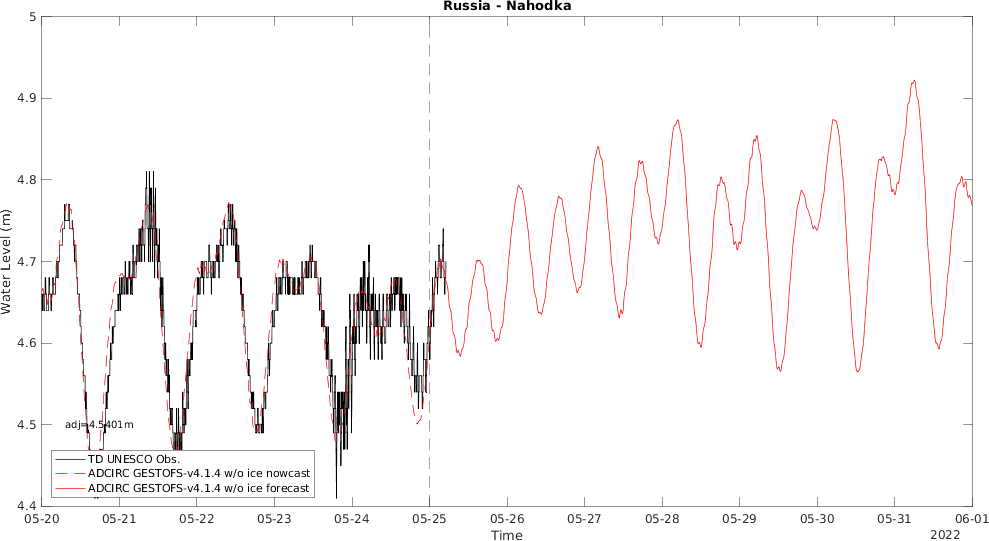 Russia - Nahodka
5
4.9
4.8
4.7
4.6
4.5
4.4
Water Level (m)
adj=4.5401m
TD UNESCO Obs.
ADCIRC GESTOFS-v4.1.4 w/o ice nowcast
ADCIRC GESTOFS-v4.1.4 w/o ice forecast
05-20 05-21 05-22 05-23 05-24 05-25 05-26 05-27 05-28 05-29 05-30 05-31 06-01
Time
2022